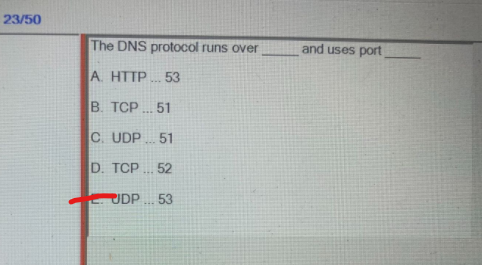 23/50
The DNS protocol runs over _____ and uses port _____
A. HTTP ... 53
B. TCP ... 51
C. UDP ... 51
D. TCP ... 52
E. UDP ... 53